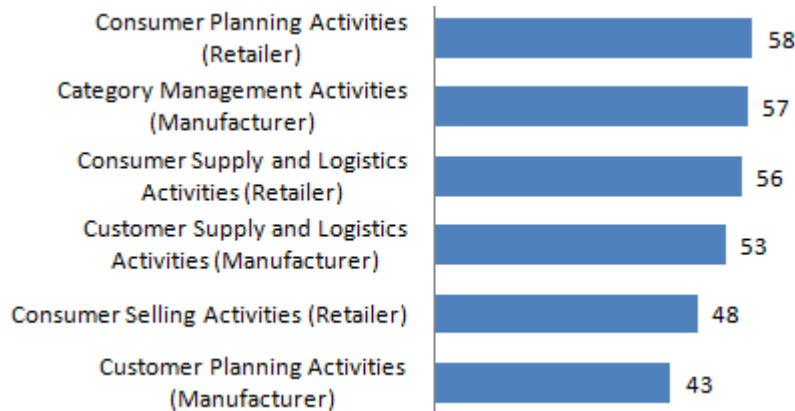 Consumer Planning Activities
(Retailer)
58
Category Management Activities
(Manufacturer)
57
Consumer Supply and Logistics
Activities (Retailer)
56
Customer Supply and Logistics
Activities (Manufacturer)
53
Consumer Selling Activities (Retailer)
48
Customer Planning Activities
(Manufacturer)
43